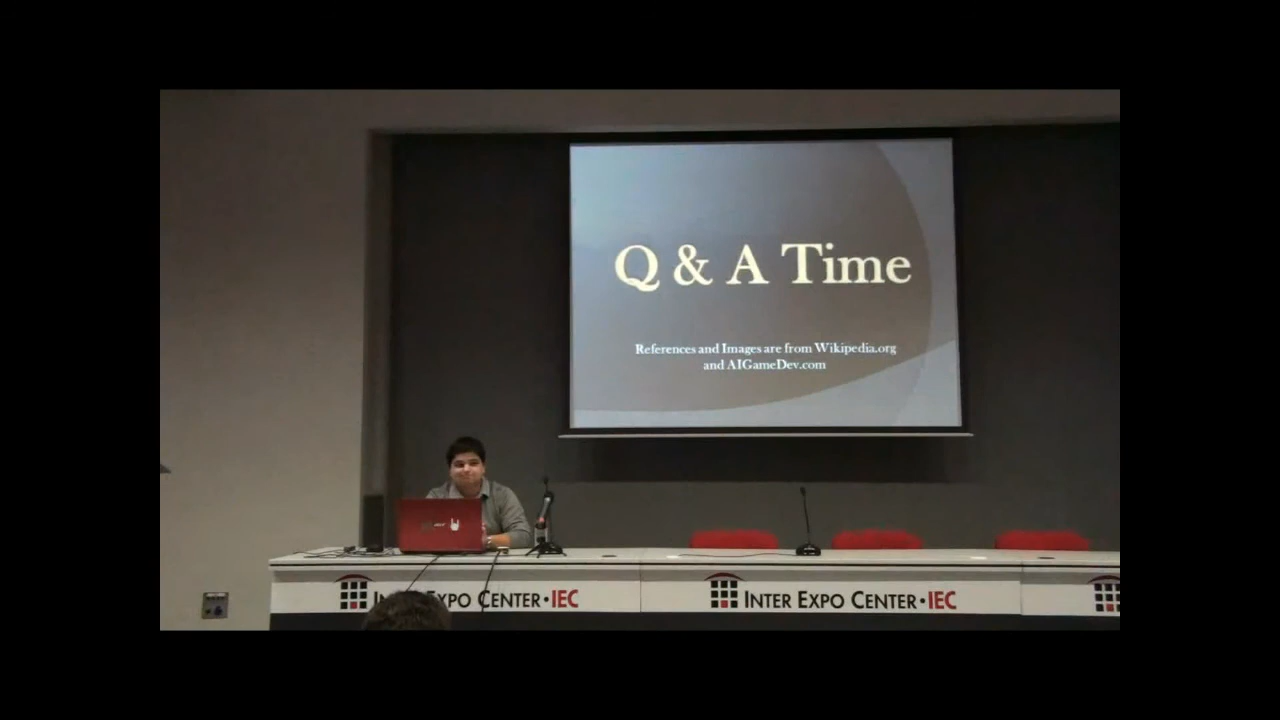 Q & A Time
References and Images are from Wikipedia.org
and AIGameDev.com
INTER EXPO CENTER • IEC
INTER EXPO CENTER • IEC